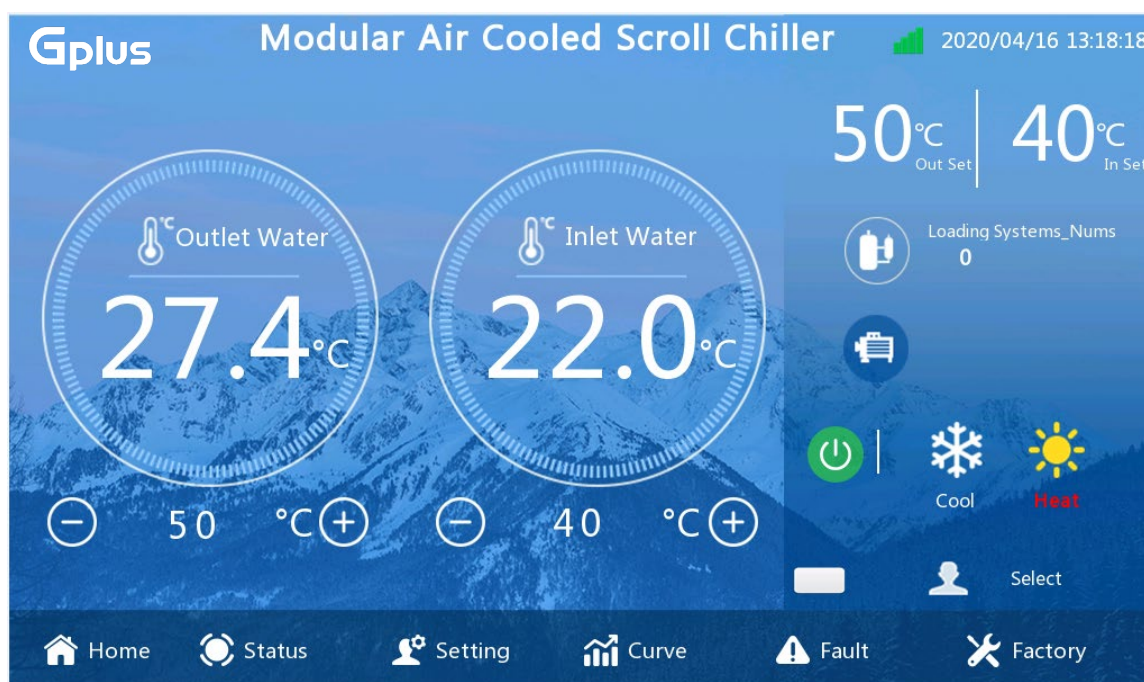 Gplus
Modular Air Cooled Scroll Chiller
2020/04/16 13:18:18
50°C Out Set
40°C In Set
°C Outlet Water
27.4°C
°C Inlet Water
22.0°C
Loading Systems_Nums
0
Cool
Heat
50 °C
40 °C
Select
Home
Status
Setting
Curve
Fault
Factory